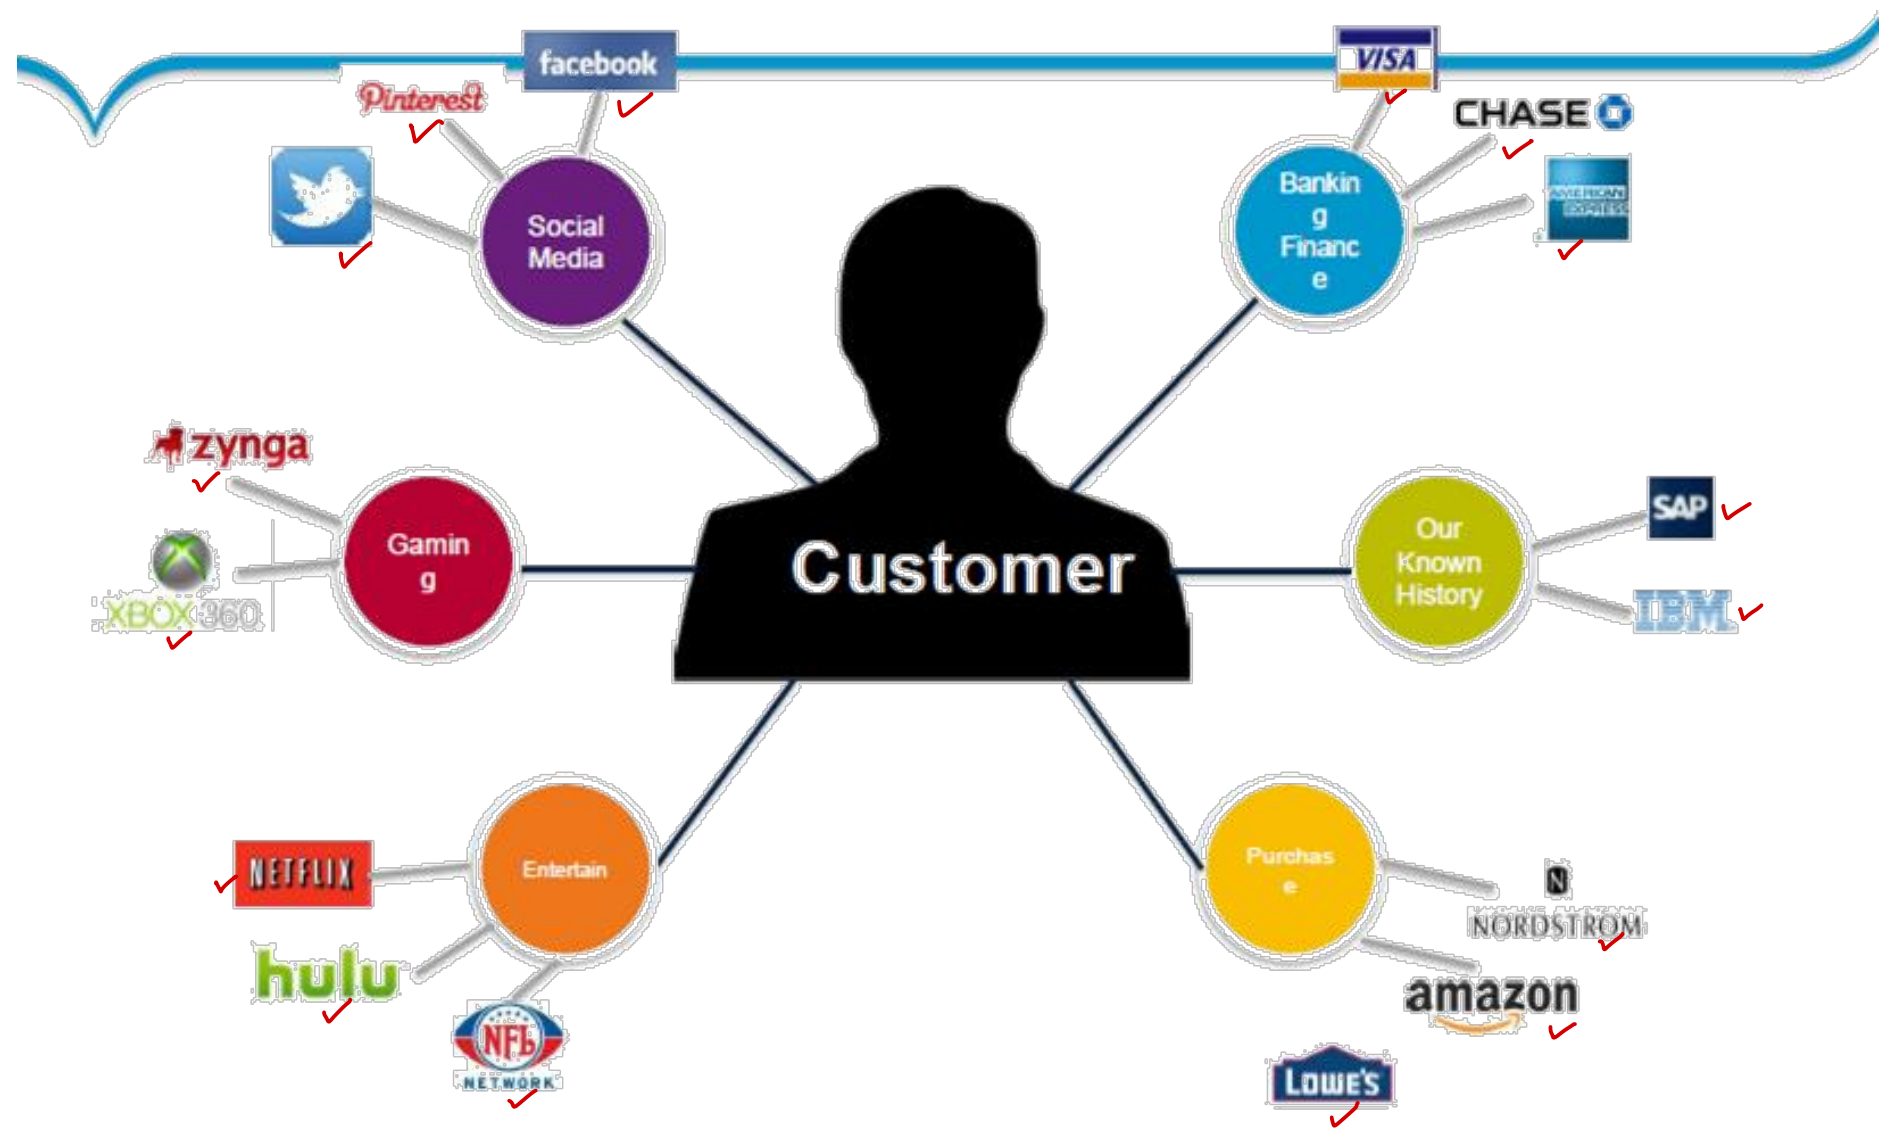 facebook
VISA
Pinterest
CHASE
AMERICAN
EXPRESS
Social
Media
Bankin
g
Financ
e
zynga
XBOX 360
Gamin
g
Customer
Our
Known
History
SAP
IBM
NETFLIX
hulu
Entertain
NFL
NETWORK
Purchas
e
N
NORDSTROM
amazon
LOWE'S